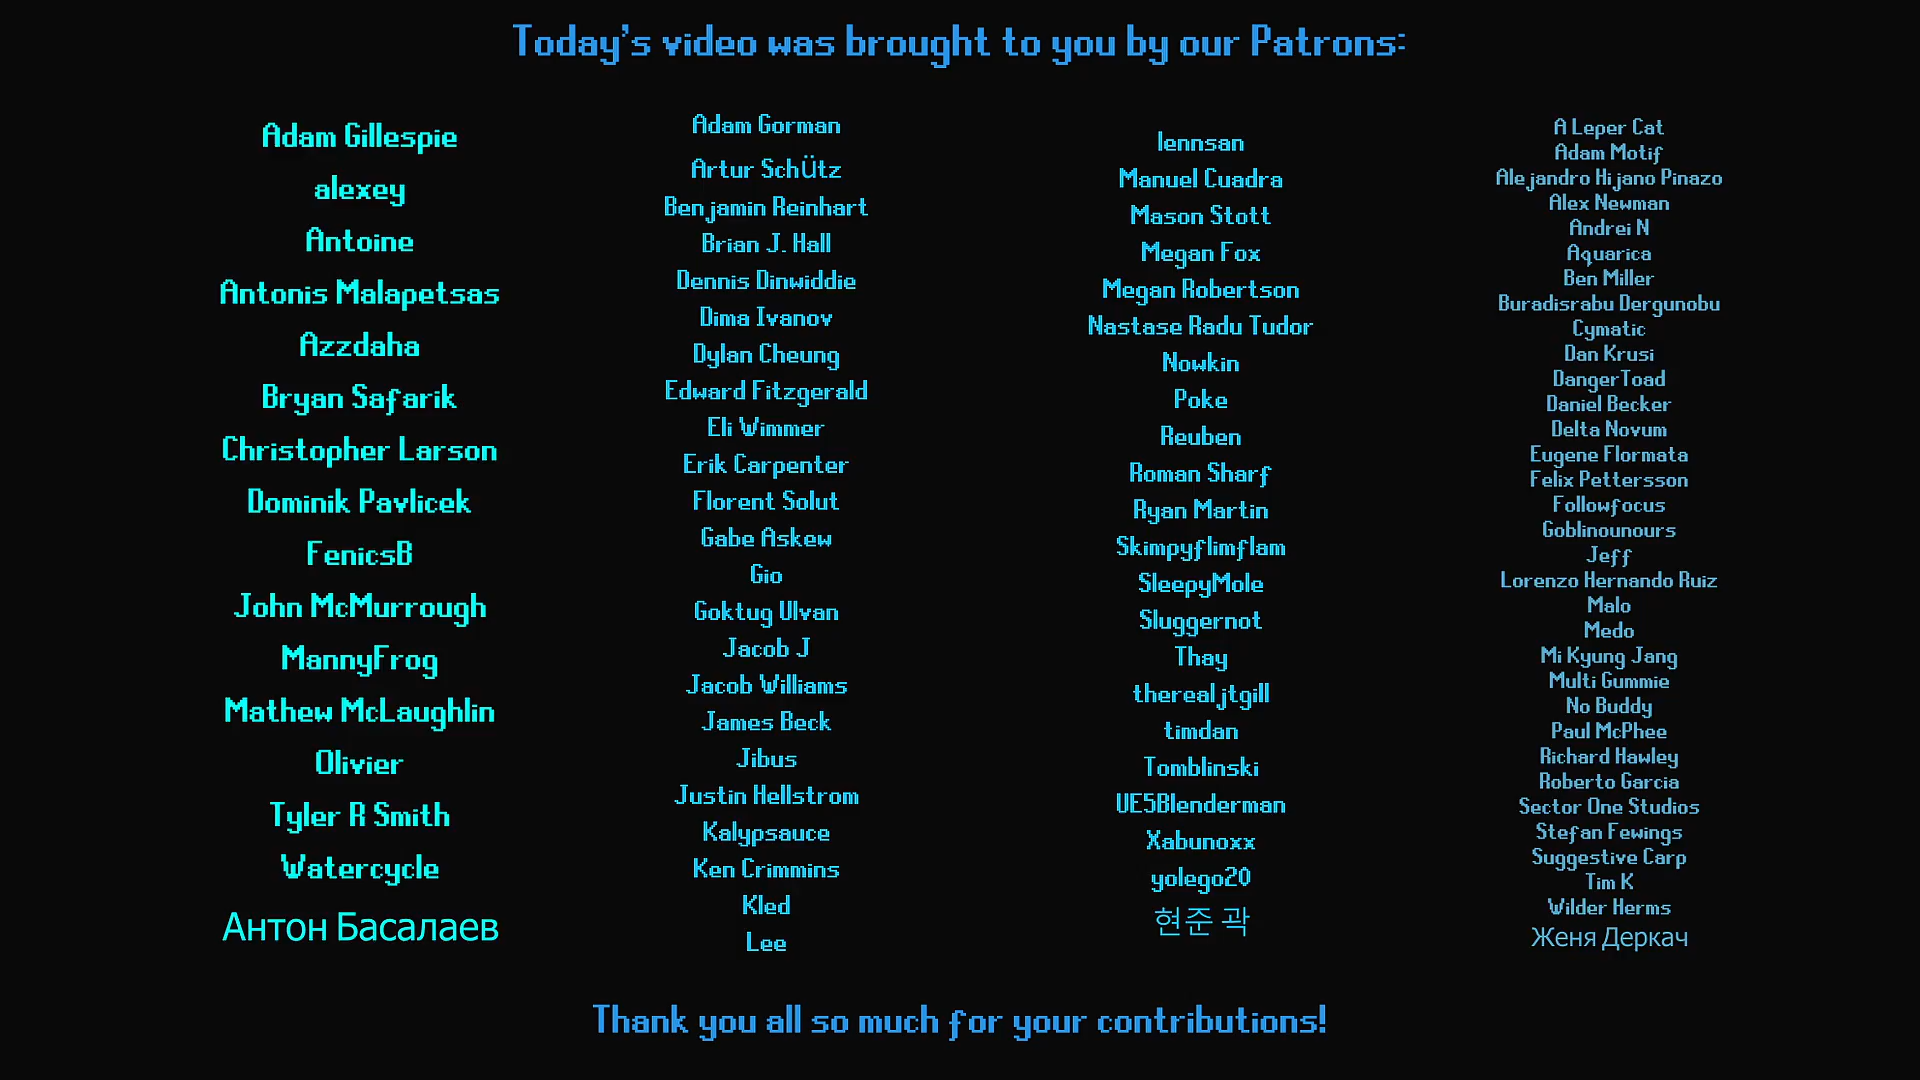 Today's video was brought to you by our Patrons:
Adam Gillespie
alexey
Antoine
Antonis Malapetsas
Azzdaha
Bryan Safarik
Christopher Larson
Dominik Pavlicek
FenicsB
John McMurrough
MannyFrog
Mathew McLaughlin
Olivier
Tyler R Smith
Watercycle
Антон Басалаев
Adam Gorman
Artur SchÜtz
Benjamin Reinhart
Brian J. Hall
Dennis Dinwiddie
Dima Ivanov
Dylan Cheung
Edward Fitzgerald
Eli Wimmer
Erik Carpenter
Florent Solut
Gabe Askew
Gio
Goktug Ulvan
Jacob J
Jacob Williams
James Beck
Jibus
Justin Hellstrom
Kalypsauce
Ken Crimmins
Kled
Lee
lennsan
Manuel Cuadra
Mason Stott
Megan Fox
Megan Robertson
Nastase Radu Tudor
Nowkin
Poke
Reuben
Roman Sharf
Ryan Martin
Skimpyflimflam
SleepyMole
Sluggernot
Thay
therealjtgill
timdan
Tomblinski
UE5Blenderman
Xabunoxx
yolego20
현준 곽
A Leper Cat
Adam Motif
Alejandro Hijano Pinazo
Alex Newman
Andrei N
Aquarica
Ben Miller
Buradisrabu Dergunobu
Cymatic
Dan Krusi
DangerToad
Daniel Becker
Delta Novum
Eugene Flormata
Felix Pettersson
Followfocus
Goblinounours
Jeff
Lorenzo Hernando Ruiz
Malo
Medo
Mi Kyung Jang
Multi Gummie
No Buddy
Paul McPhee
Richard Hawley
Roberto Garcia
Sector One Studios
Stefan Fewings
Suggestive Carp
Tim K
Wilder Herms
Женя Деркач
Thank you all so much for your contributions!